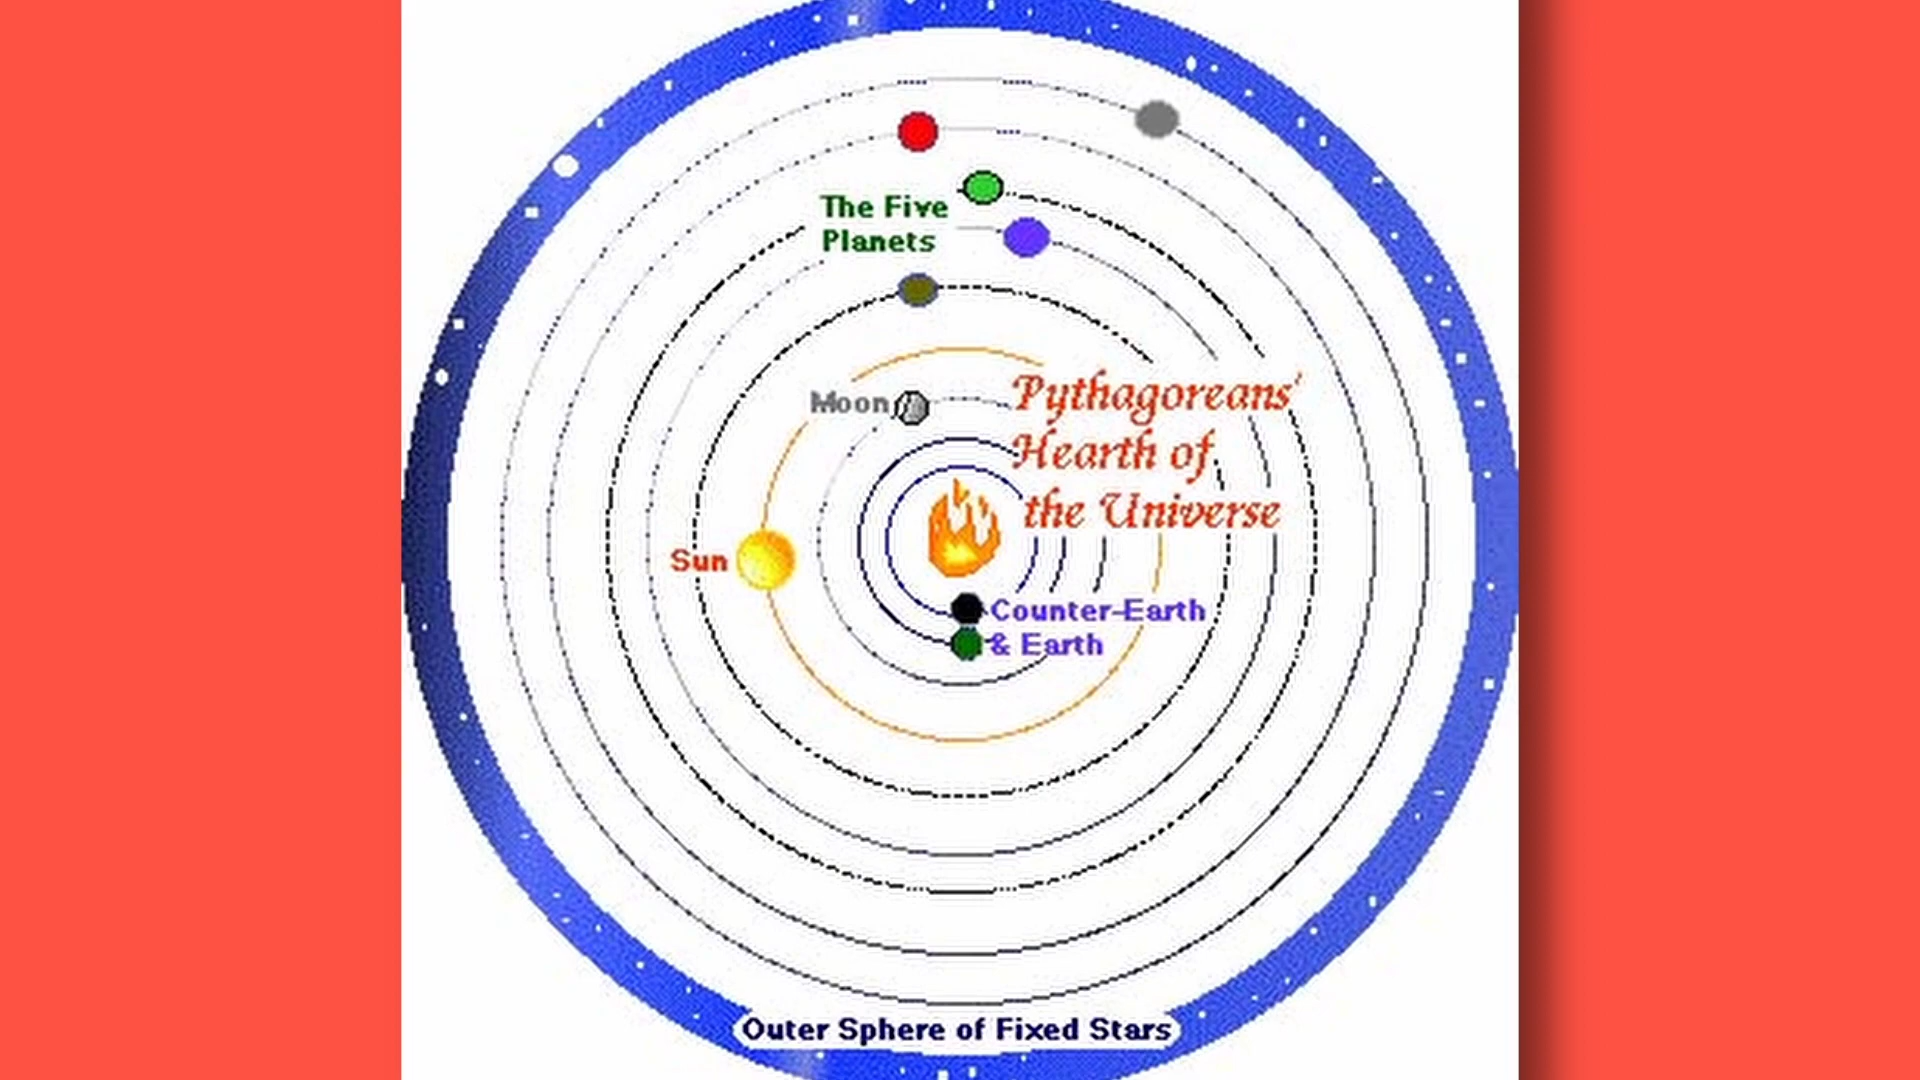 The Five
Planets
Moon
Pythagoreans'
Hearth of
the Universe
Sun
Counter-Earth
& Earth
Outer Sphere of Fixed Stars